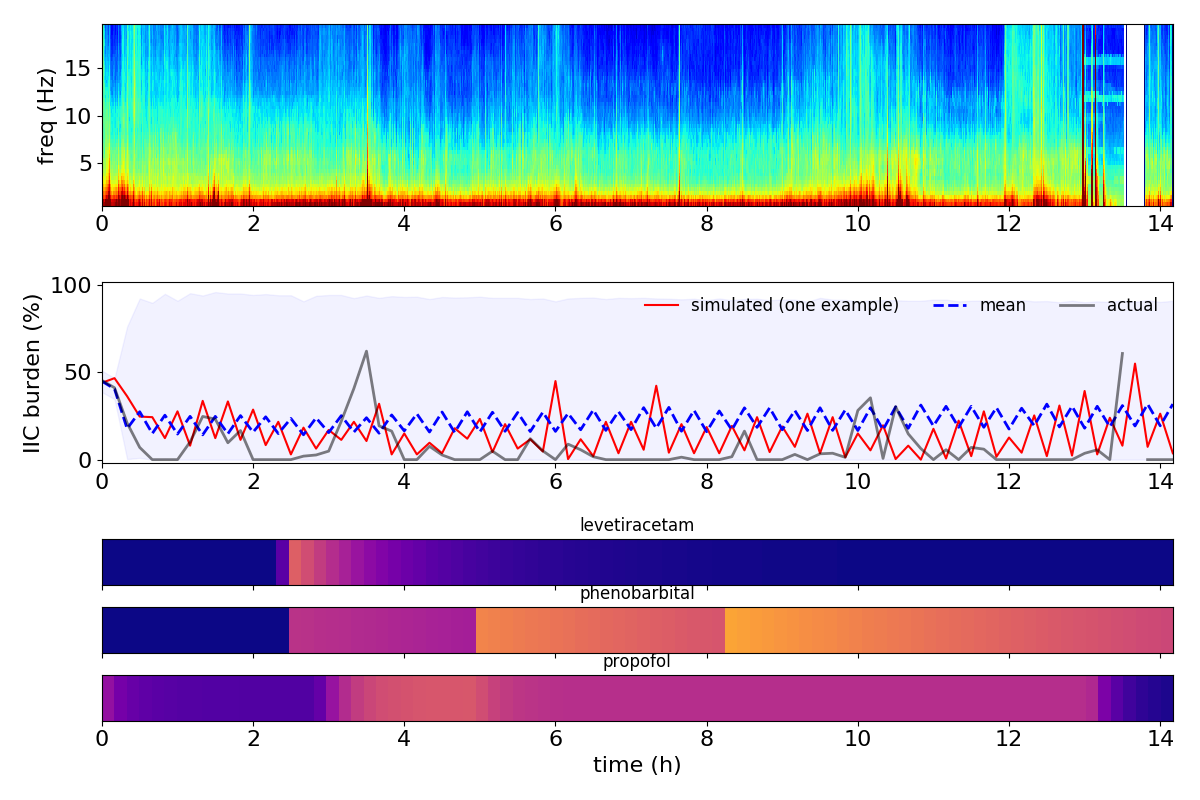 freq (Hz)
15
10
5
0 2 4 6 8 10 12 14
IIC burden (%)
100
50
0
simulated (one example) mean actual
0 2 4 6 8 10 12 14
levetiracetam
phenobarbital
propofol
0 2 4 6 8 10 12 14
time (h)